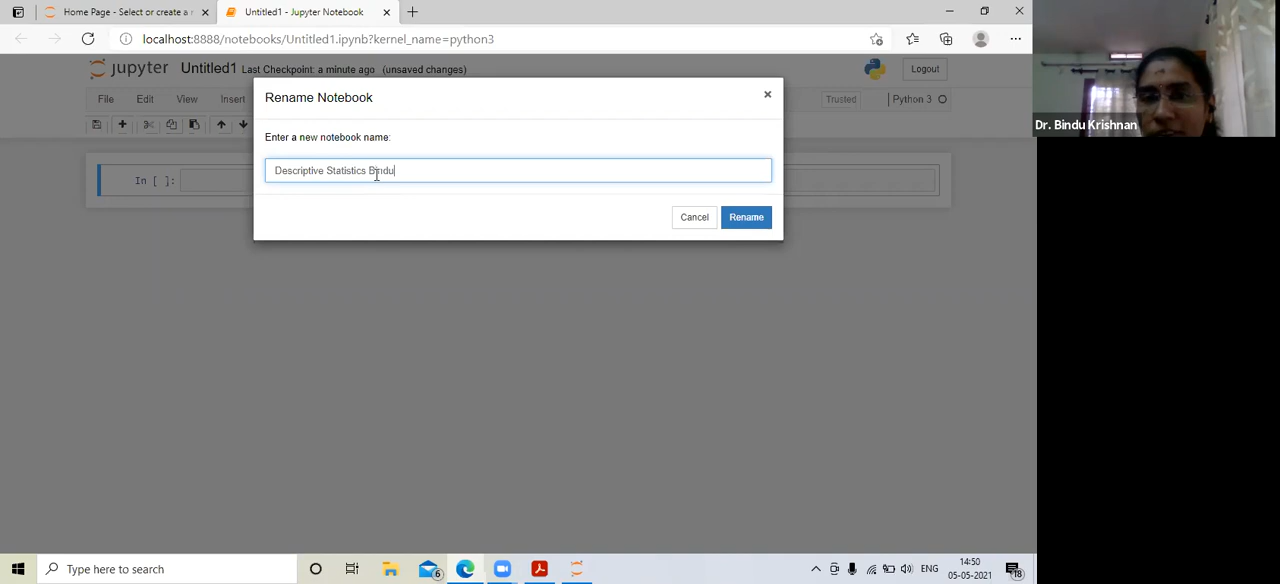 Home Page - Select or create a n
Untitled1 - Jupyter Notebook
localhost:8888/notebooks/Untitled1.ipynb?kernel_name=python3
jupyter Untitled1 Last Checkpoint: a minute ago (unsaved changes)
Logout
File Edit View Insert
Trusted
Python 3
Rename Notebook
Enter a new notebook name:
Descriptive Statistics Bindu
Cancel Rename
In [ ]:
Dr. Bindu Krishnan
Type here to search
6
ENG
14:50
05-05-2021
18